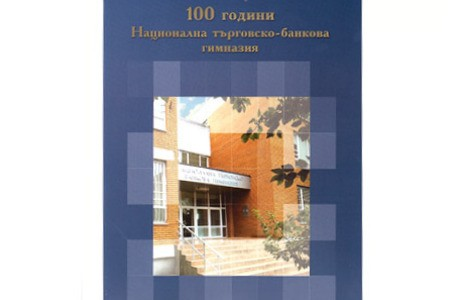 100 години
Национална търговско-банкова
гимназия